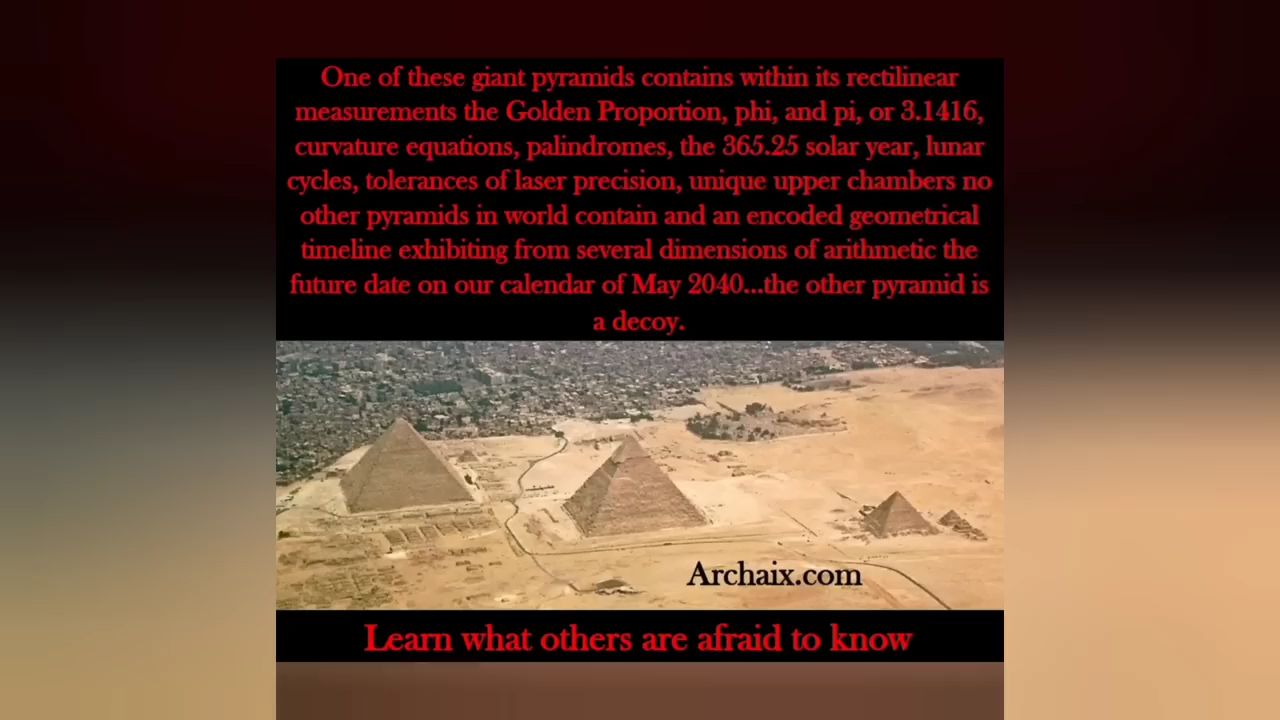 One of these giant pyramids contains within its rectilinear
measurements the Golden Proportion, phi, and pi, or 3.1416,
curvature equations, palindromes, the 365.25 solar year, lunar
cycles, tolerances of laser precision, unique upper chambers no
other pyramids in world contain and an encoded geometrical
timeline exhibiting from several dimensions of arithmetic the
future date on our calendar of May 2040...the other pyramid is
a decoy.
Archaix.com
Learn what others are afraid to know